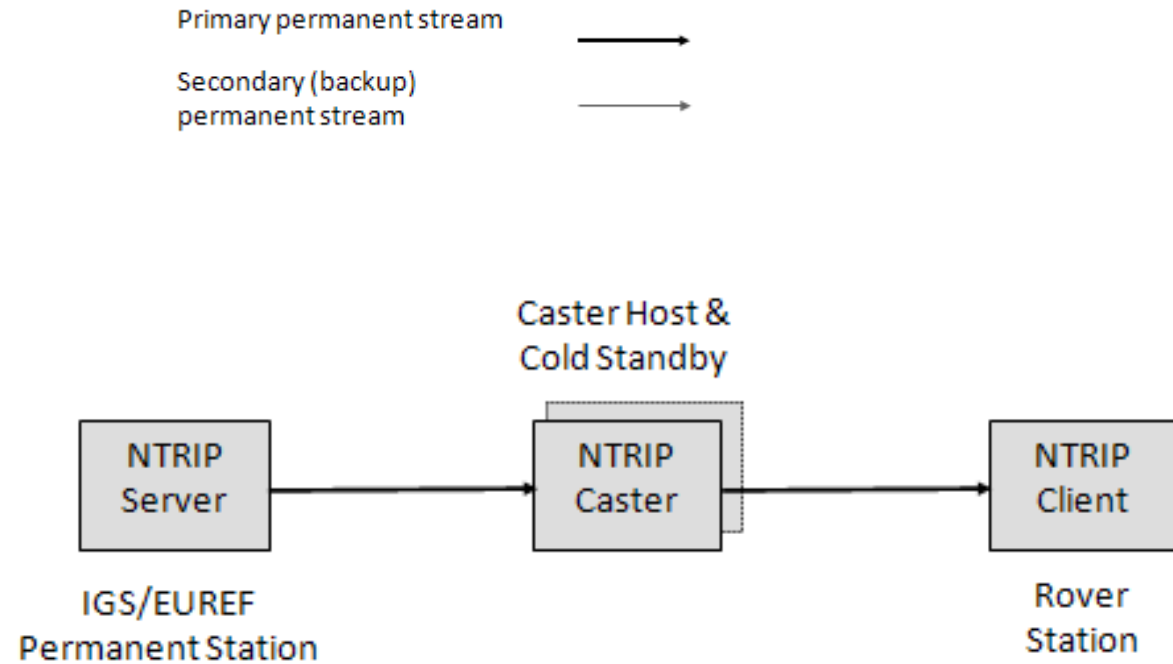 Primary permanent stream
Secondary (backup)
permanent stream
Caster Host &
Cold Standby
NTRIP
Server
NTRIP
Caster
NTRIP
Client
IGS/EUREF
Permanent Station
Rover
Station